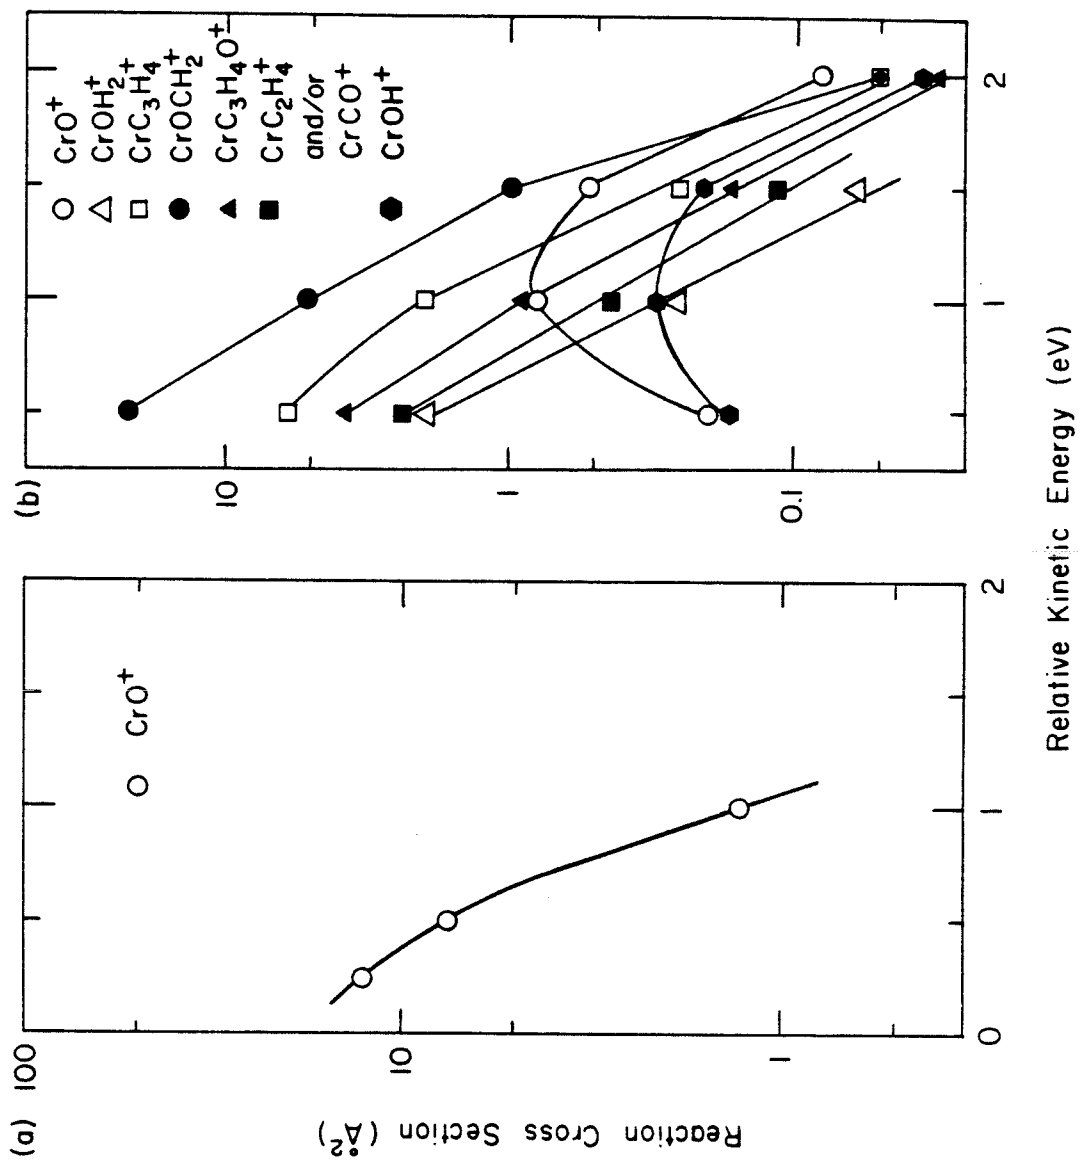 (a)
100
10
1
0
1
2
CrO+
Reaction Cross Section (Å2)
(b)
10
1
0.1
1
2
CrO+
CrOH2+
CrC3H4+
CrOCH2+
CrC3H4O+
CrC2H4+
and/or
CrCO+
CrOH+
Relative Kinetic Energy (eV)